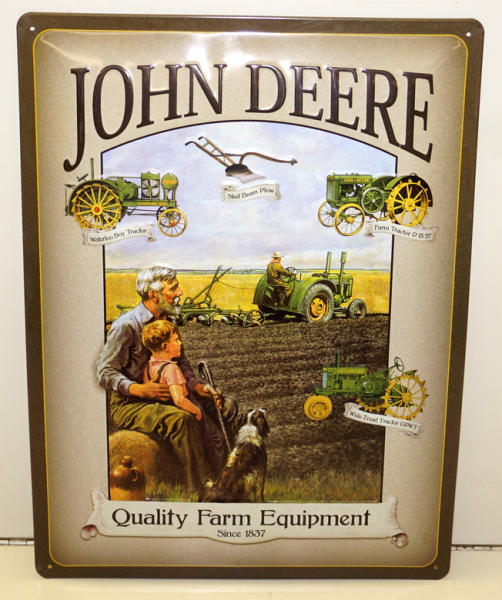 JOHN DEERE
Steel Beam Plow
Waterloo Boy Tractor
Farm Tractor D 15/27
Wide-Tread Tractor GPWT
Quality Farm Equipment
Since 1837